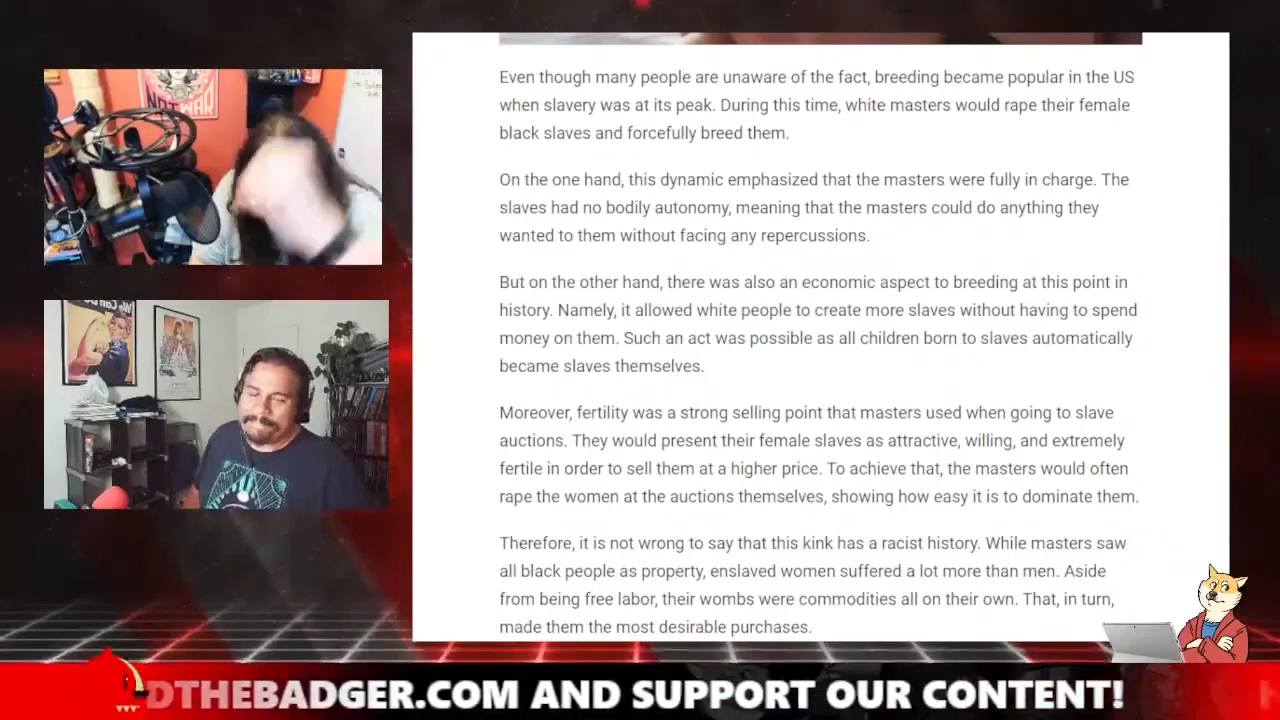 NOT WAR
We Can Do
Even though many people are unaware of the fact, breeding became popular in the US
when slavery was at its peak. During this time, white masters would rape their female
black slaves and forcefully breed them.
On the one hand, this dynamic emphasized that the masters were fully in charge. The
slaves had no bodily autonomy, meaning that the masters could do anything they
wanted to them without facing any repercussions.
But on the other hand, there was also an economic aspect to breeding at this point in
history. Namely, it allowed white people to create more slaves without having to spend
money on them. Such an act was possible as all children born to slaves automatically
became slaves themselves.
Moreover, fertility was a strong selling point that masters used when going to slave
auctions. They would present their female slaves as attractive, willing, and extremely
fertile in order to sell them at a higher price. To achieve that, the masters would often
rape the women at the auctions themselves, showing how easy it is to dominate them.
Therefore, it is not wrong to say that this kink has a racist history. While masters saw
all black people as property, enslaved women suffered a lot more than men. Aside
from being free labor, their wombs were commodities all on their own. That, in turn,
made them the most desirable purchases.
DTHEBADGER.COM AND SUPPORT OUR CONTENT!